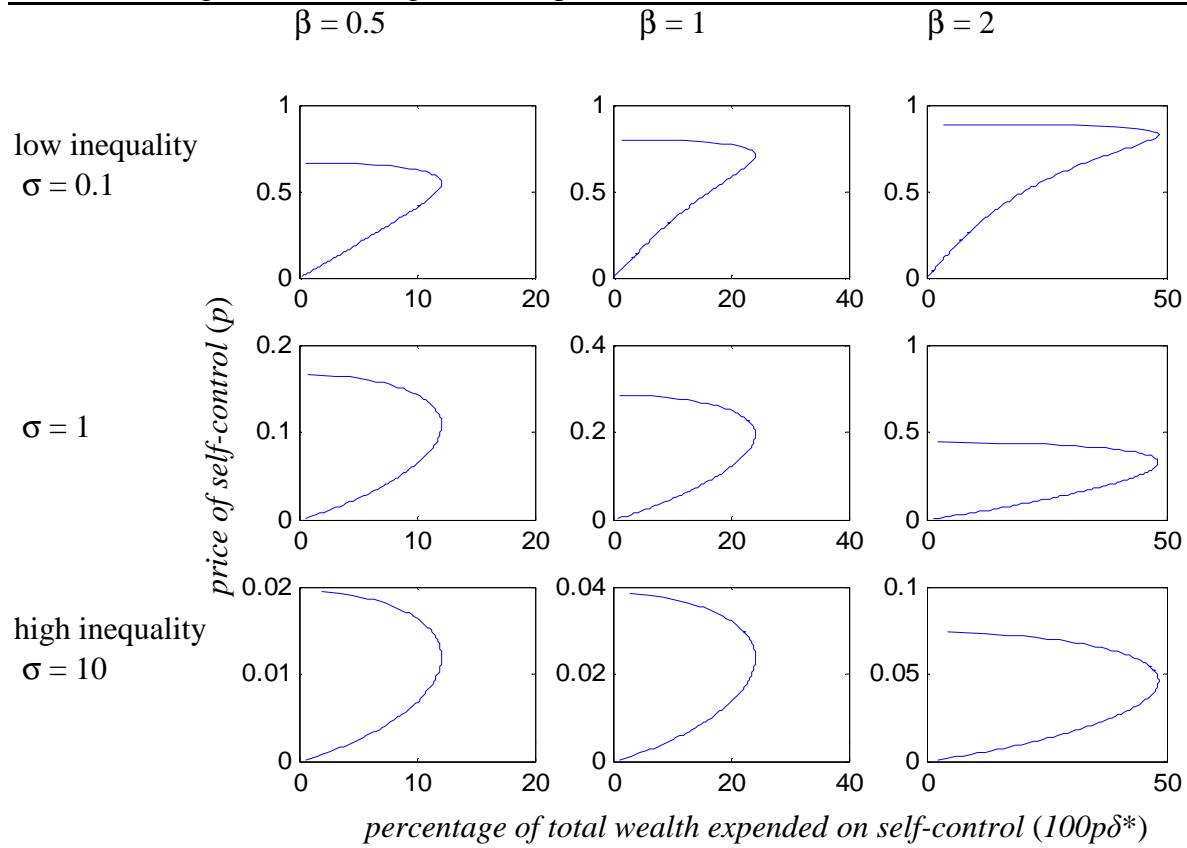 β = 0.5 β = 1 β = 2
low inequality
σ = 0.1
1 1 1
0.5 0.5 0.5
0 0 0
0 10 20 0 20 40 0 50
σ = 1
0.2 0.4 1
0.1 0.2 0.5
0 0 0
0 10 20 0 20 40 0 50
high inequality
σ = 10
0.02 0.04 0.1
0.01 0.02 0.05
0 0 0
0 10 20 0 20 40 0 50
price of self-control (p)
percentage of total wealth expended on self-control (100pδ*)